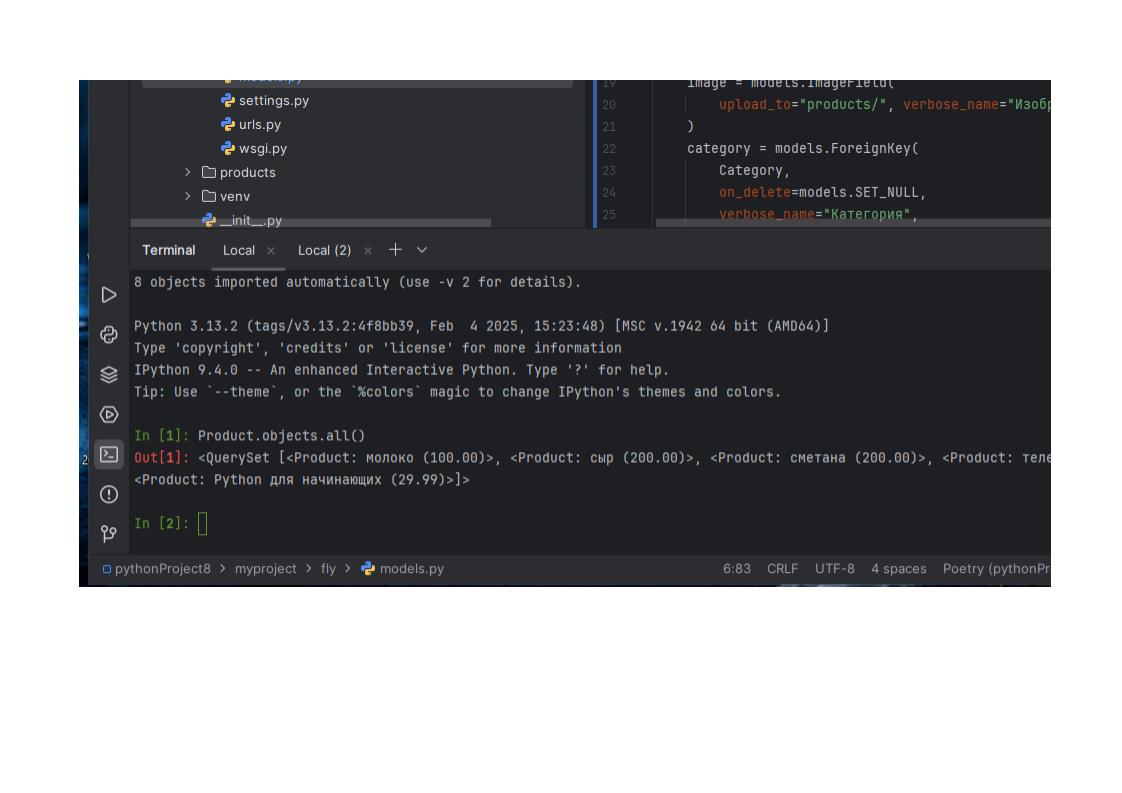 models.py
settings.py
urls.py
wsgi.py
products
venv
__init__.py
19 image = models.ImageField(
20 upload_to="products/", verbose_name="Изобр
21 )
22 category = models.ForeignKey(
23 Category,
24 on_delete=models.SET_NULL,
25 verbose_name="Категория",
Terminal Local × Local (2) ×
8 objects imported automatically (use -v 2 for details).
Python 3.13.2 (tags/v3.13.2:4f8bb39, Feb  4 2025, 15:23:48) [MSC v.1942 64 bit (AMD64)]
Type 'copyright', 'credits' or 'license' for more information
IPython 9.4.0 -- An enhanced Interactive Python. Type '?' for help.
Tip: Use `--theme`, or the `%colors` magic to change IPython's themes and colors.
In [1]: Product.objects.all()
Out[1]: <QuerySet [<Product: молоко (100.00)>, <Product: сыр (200.00)>, <Product: сметана (200.00)>, <Product: теле
<Product: Python для начинающих (29.99)>]>
In [2]:
pythonProject8 > myproject > fly > models.py 6:83 CRLF UTF-8 4 spaces Poetry (pythonPr